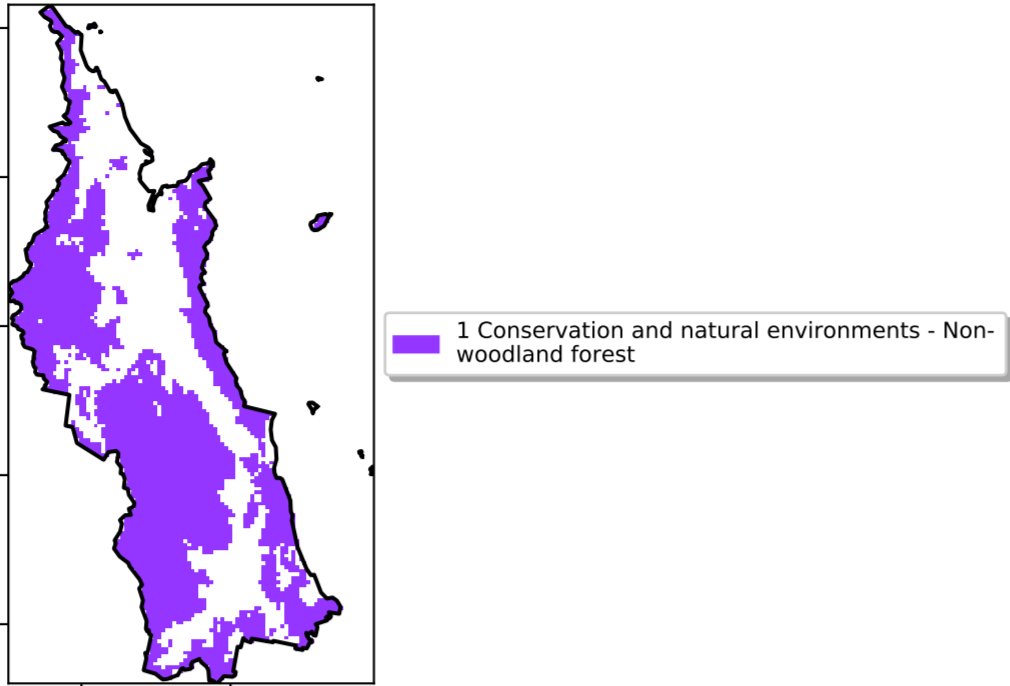 1 Conservation and natural environments - Non-
woodland forest